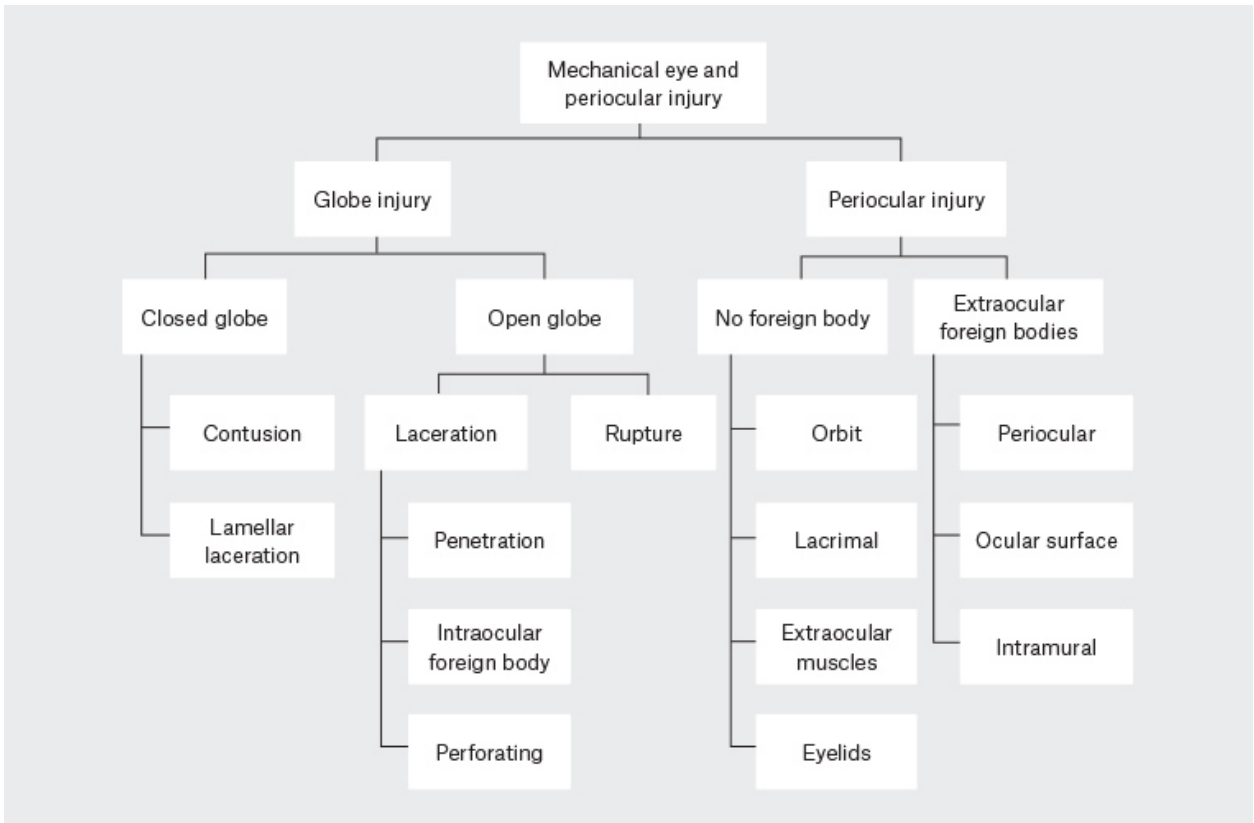 Mechanical eye and
periocular injury
Globe injury
Periocular injury
Closed globe
Open globe
No foreign body
Extraocular
foreign bodies
Contusion
Laceration
Rupture
Orbit
Periocular
Lamellar
laceration
Penetration
Lacrimal
Ocular surface
Intraocular
foreign body
Extraocular
muscles
Intramural
Perforating
Eyelids